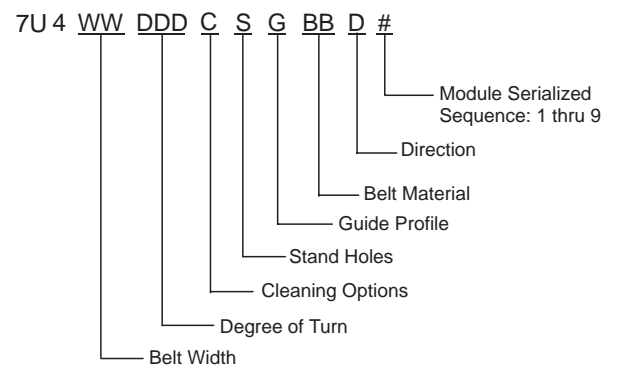 7U 4 WW DDD C S G BB D #
Module Serialized
Sequence: 1 thru 9
Direction
Belt Material
Guide Profile
Stand Holes
Cleaning Options
Degree of Turn
Belt Width